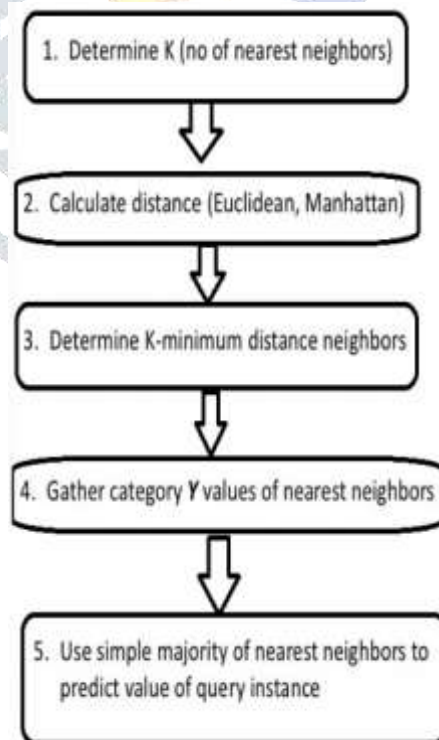 1. Determine K (no of nearest neighbors)
2. Calculate distance (Euclidean, Manhattan)
3. Determine K-minimum distance neighbors
4. Gather category Y values of nearest neighbors
5. Use simple majority of nearest neighbors to
predict value of query instance